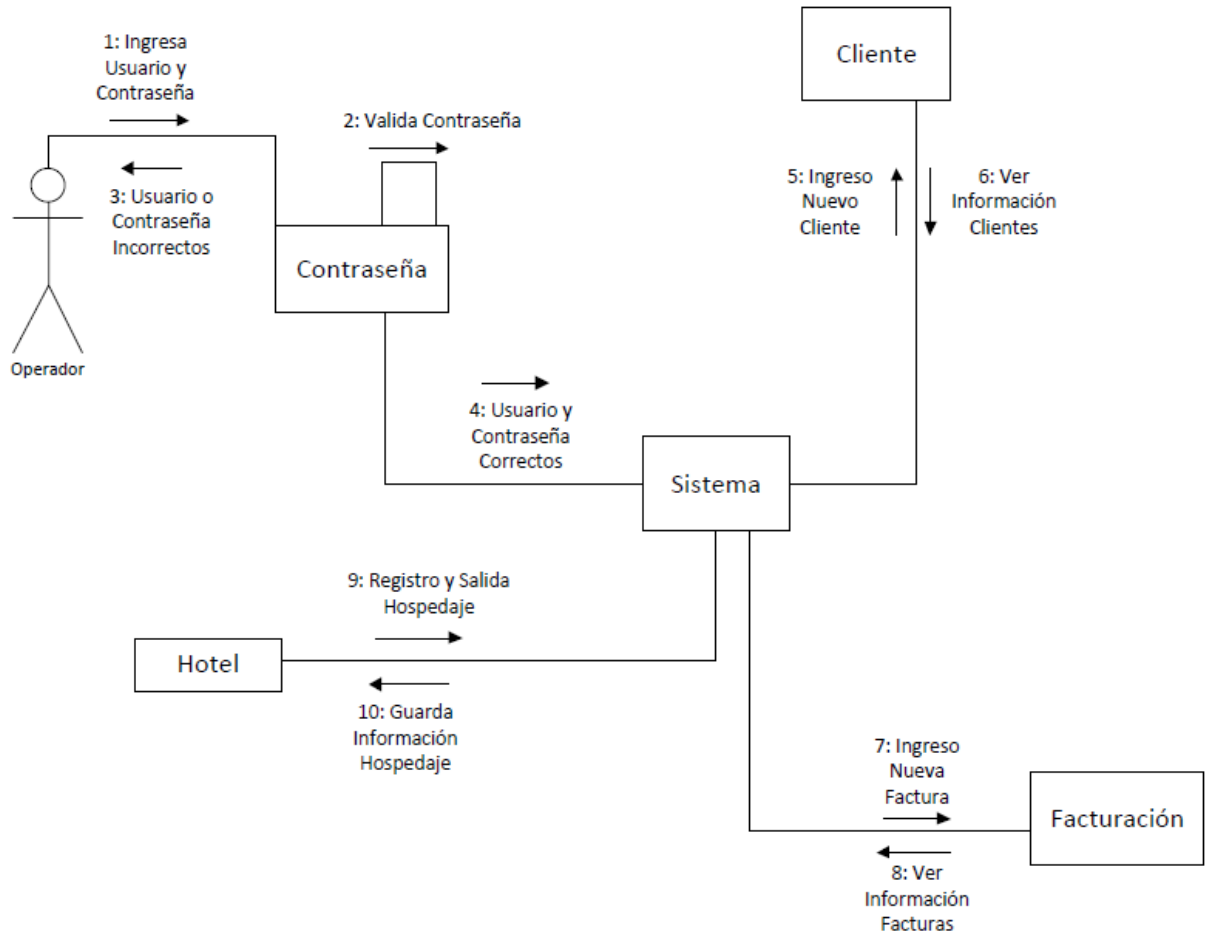 1: Ingresa
Usuario y
Contraseña
2: Valida Contraseña
3: Usuario o
Contraseña
Incorrectos
Operador
Contraseña
Cliente
5: Ingreso
Nuevo
Cliente
6: Ver
Información
Clientes
4: Usuario y
Contraseña
Correctos
Sistema
9: Registro y Salida
Hospedaje
Hotel
10: Guarda
Información
Hospedaje
7: Ingreso
Nueva
Factura
Facturación
8: Ver
Información
Facturas